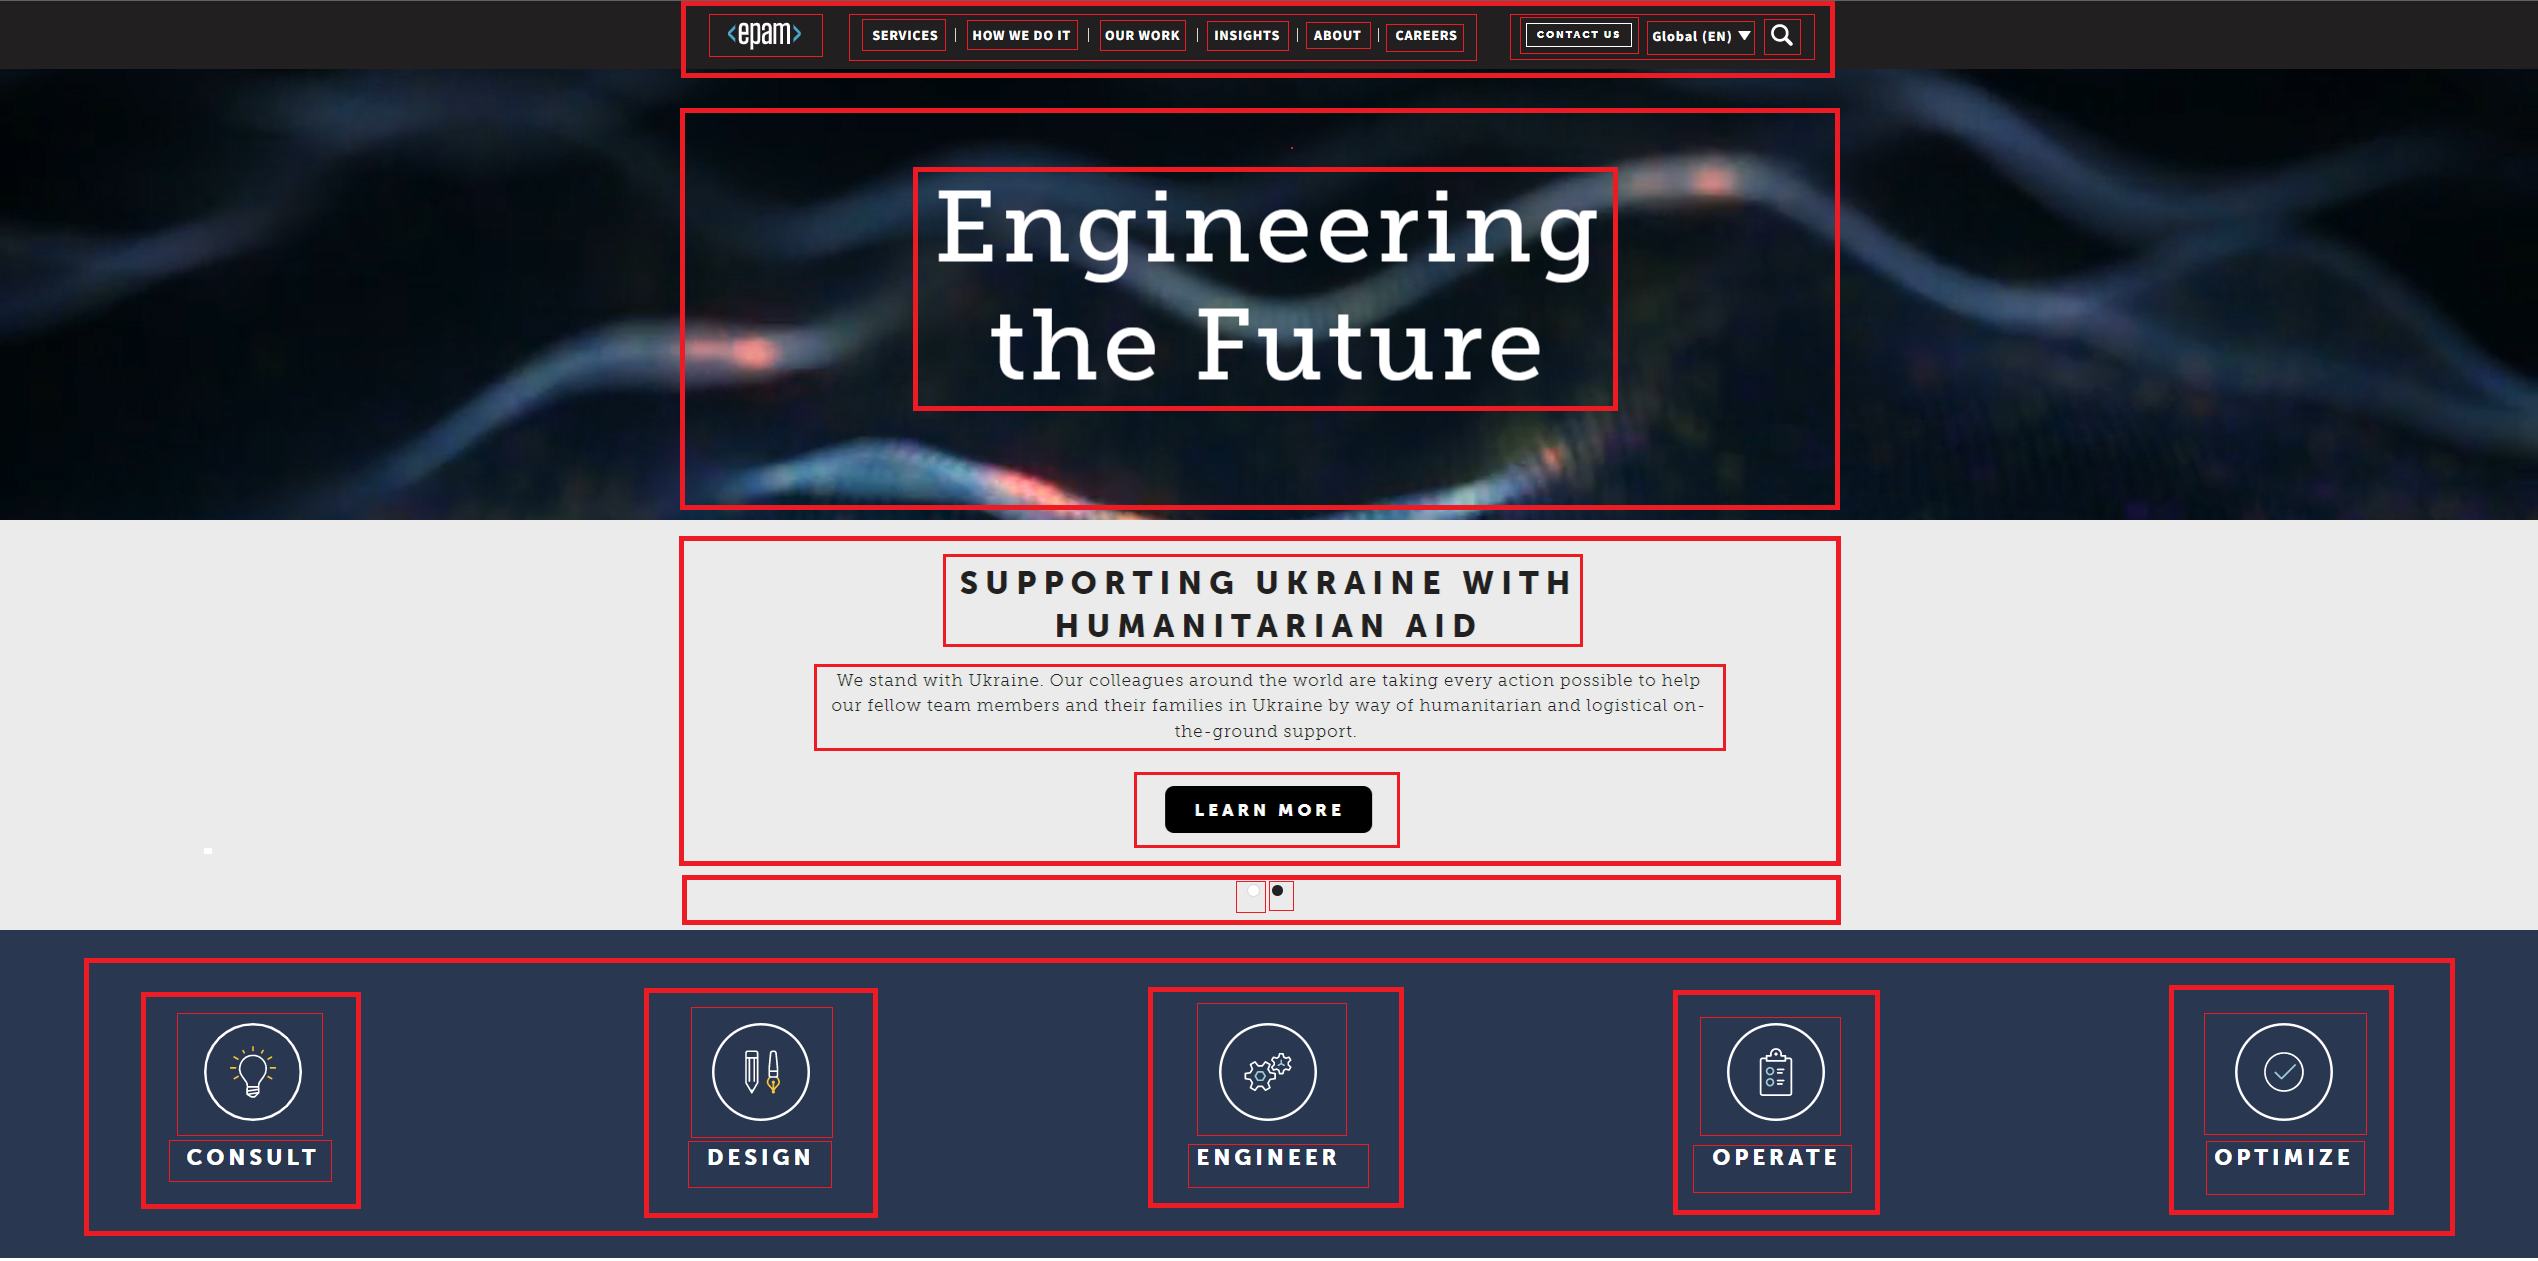 <epam>
SERVICES | HOW WE DO IT | OUR WORK | INSIGHTS | ABOUT | CAREERS
CONTACT US
Global (EN)
Engineering
the Future
SUPPORTING UKRAINE WITH
HUMANITARIAN AID
We stand with Ukraine. Our colleagues around the world are taking every action possible to help
our fellow team members and their families in Ukraine by way of humanitarian and logistical on-
the-ground support.
LEARN MORE
CONSULT
DESIGN
ENGINEER
OPERATE
OPTIMIZE